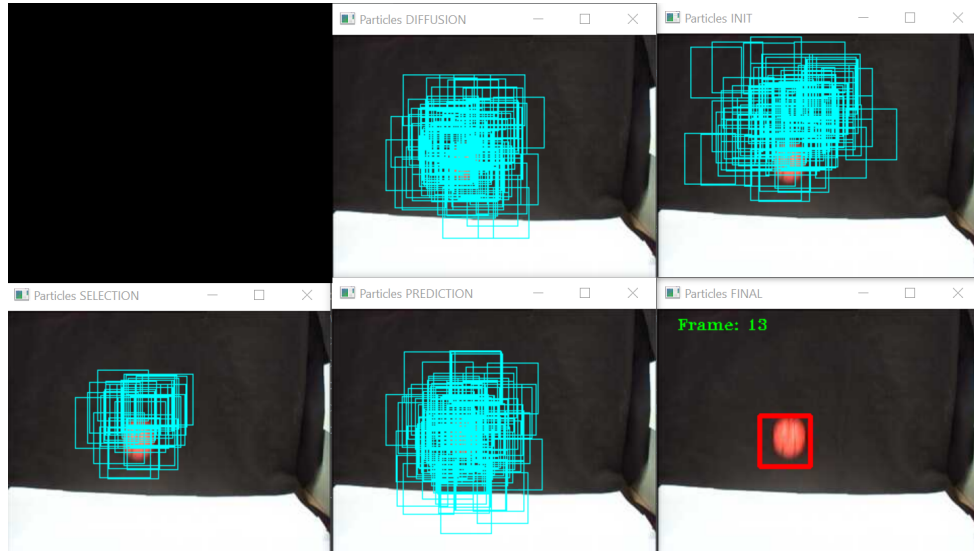 Particles DIFFUSION
Particles INIT
Particles SELECTION
Particles PREDICTION
Particles FINAL
Frame: 13